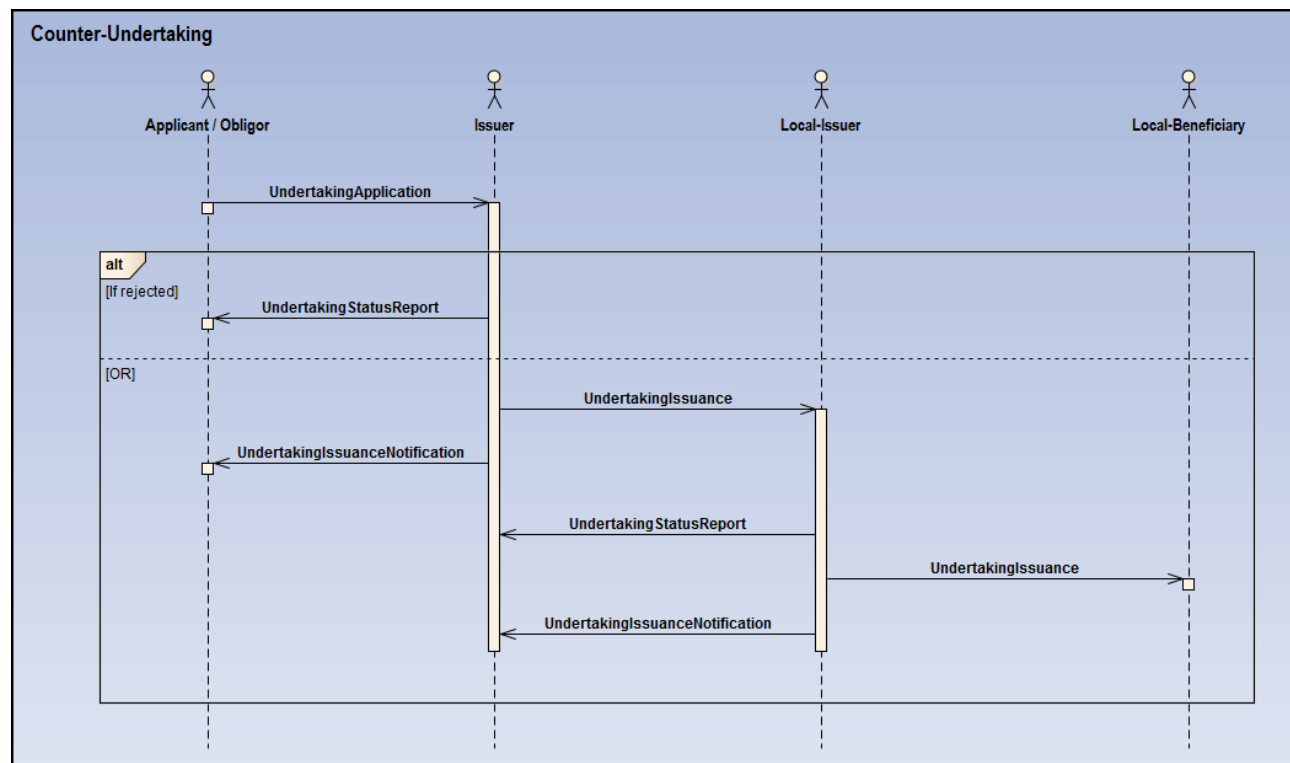 Counter-Undertaking
Applicant / Obligor
Issuer
Local-Issuer
Local-Beneficiary
UndertakingApplication
alt
[If rejected]
UndertakingStatusReport
[OR]
UndertakingIssuance
UndertakingIssuanceNotification
UndertakingStatusReport
UndertakingIssuance
UndertakingIssuanceNotification